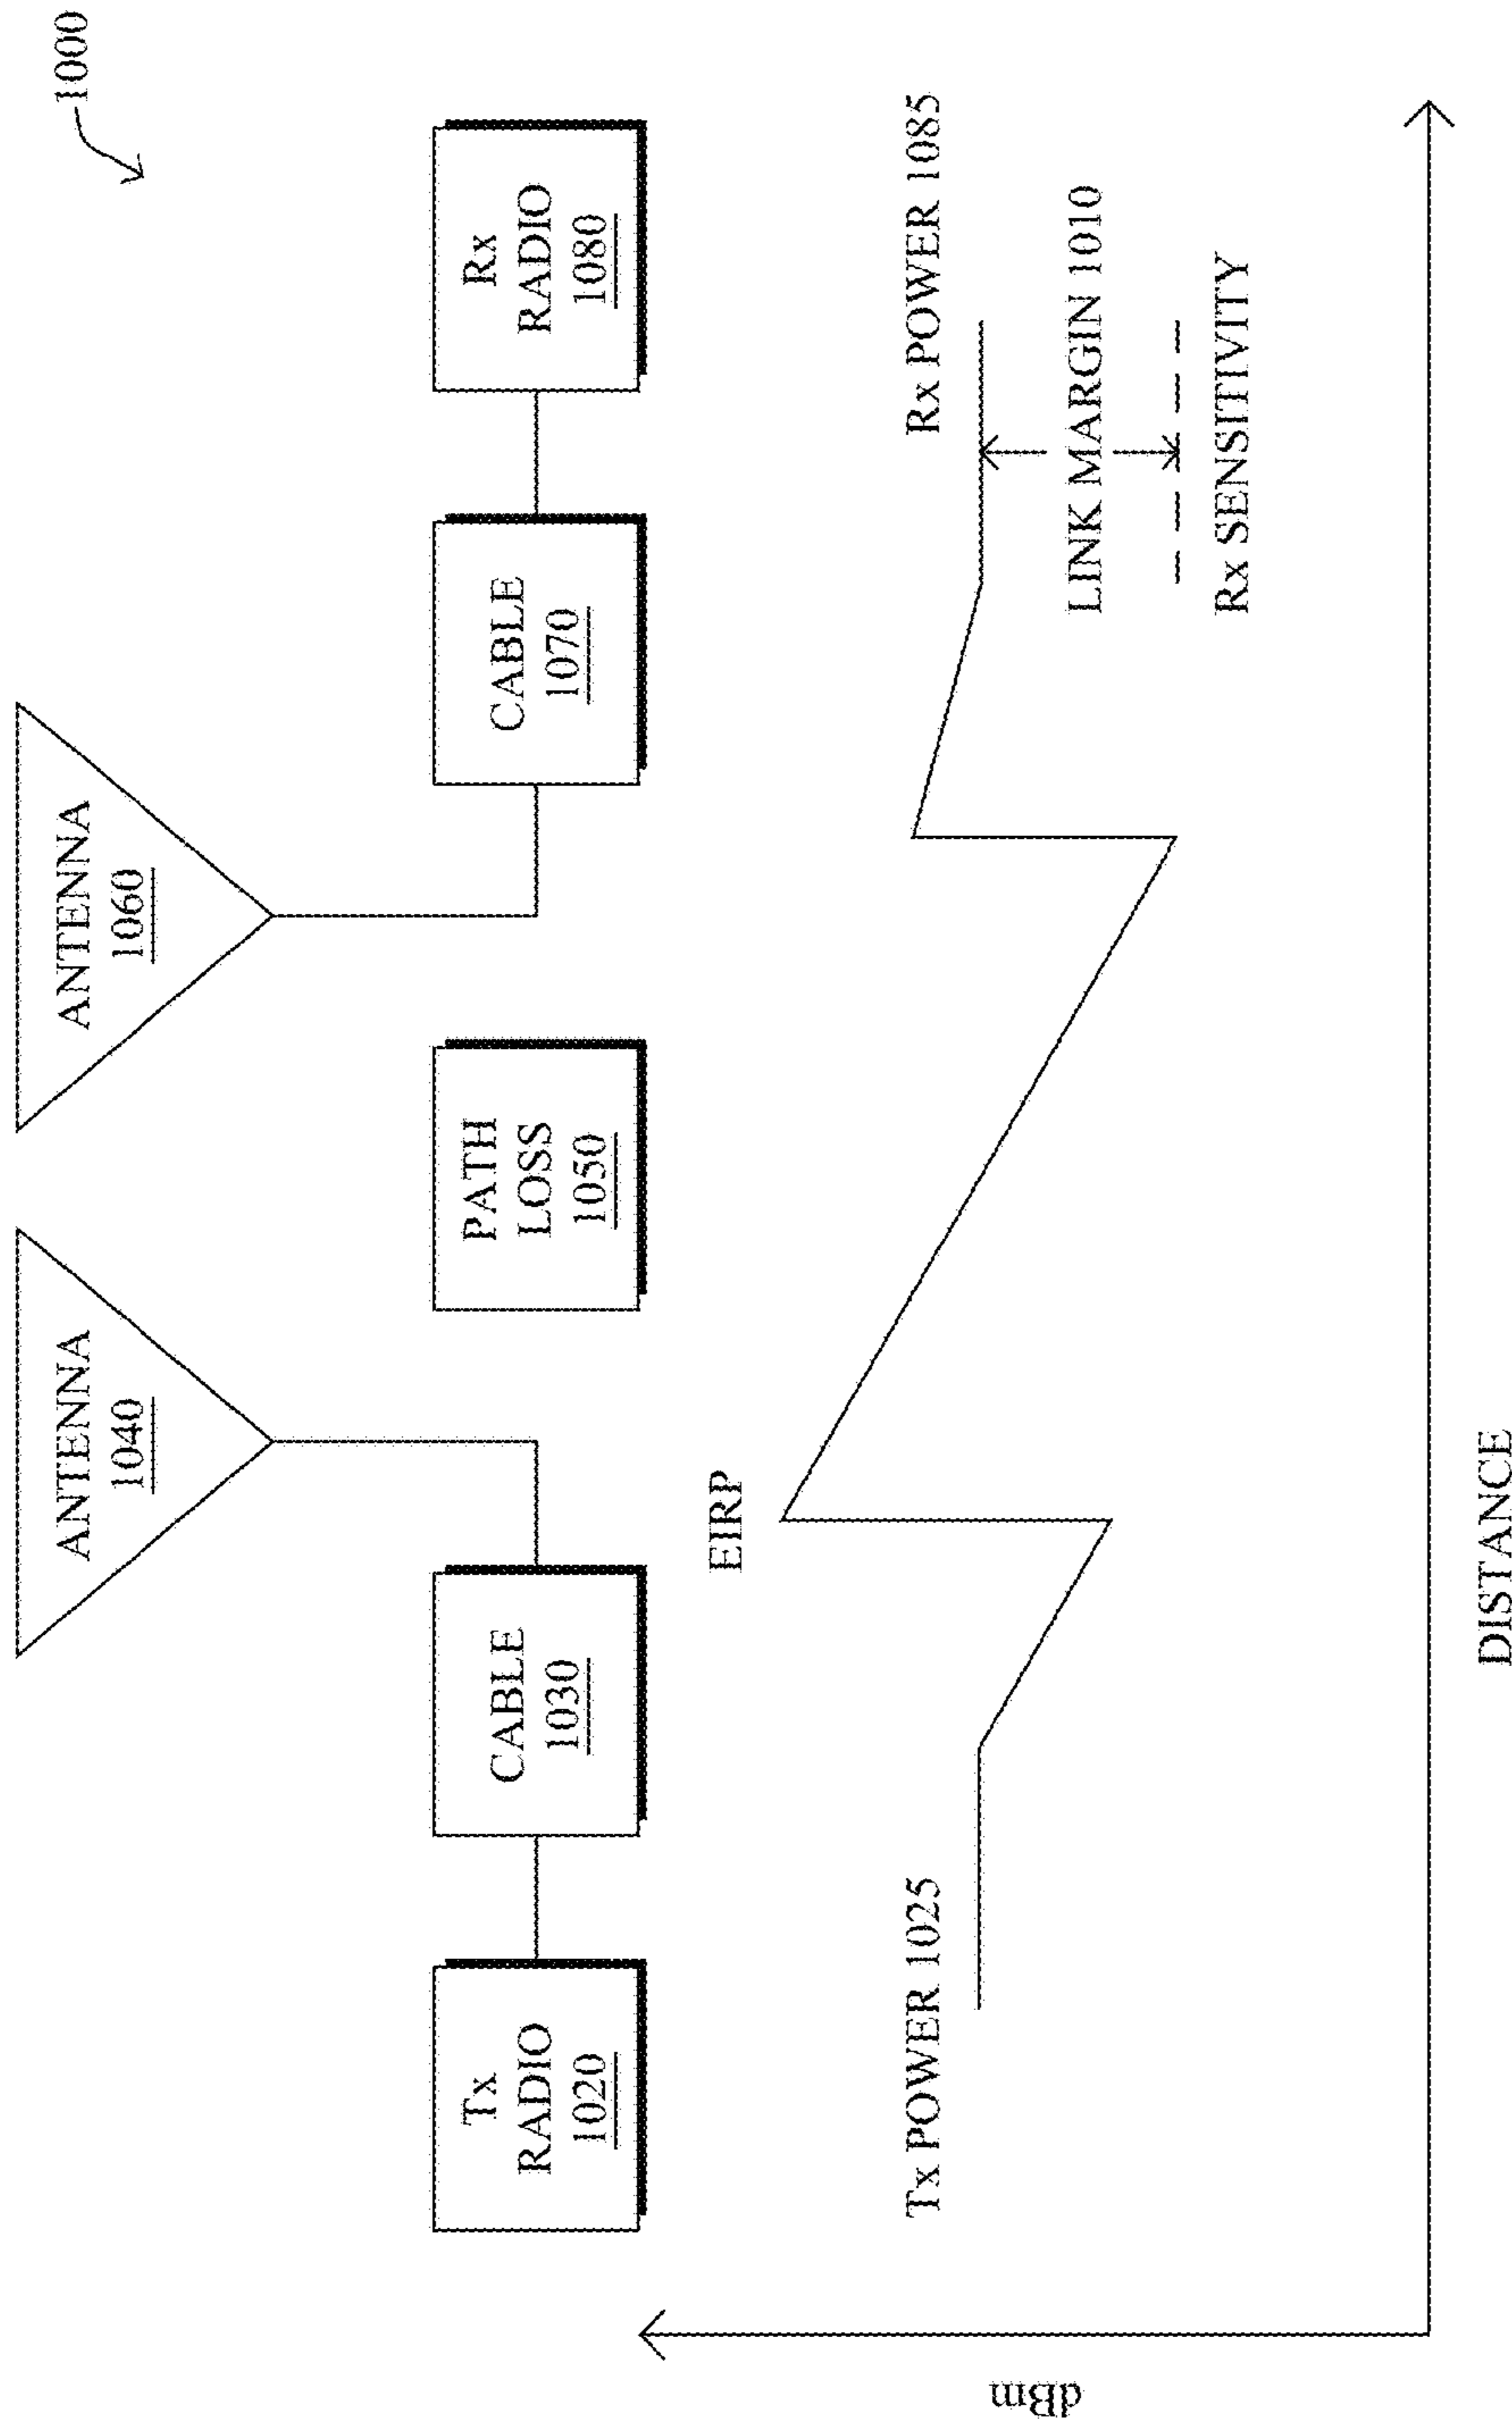 1000
ANTENNA
1040
ANTENNA
1060
Tx
RADIO
1020
CABLE
1030
PATH
LOSS
1050
CABLE
1070
Rx
RADIO
1080
EIRP
Tx POWER 1025
Rx POWER 1085
LINK MARGIN 1010
Rx SENSITIVITY
dBm
DISTANCE